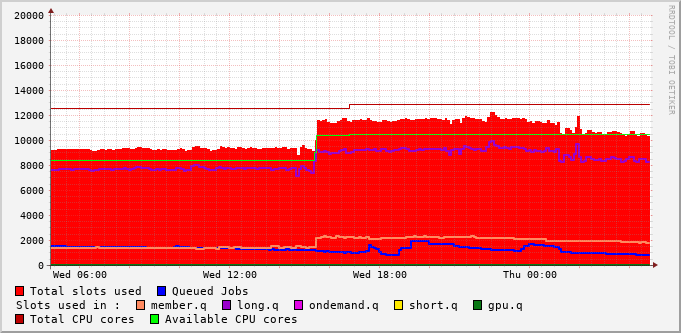 20000
18000
16000
14000
12000
10000
8000
6000
4000
2000
0
Wed 06:00 Wed 12:00 Wed 18:00 Thu 00:00
RRDTOOL / TOBI OETIKER
Total slots used Queued Jobs
Slots used in : member.q long.q ondemand.q short.q gpu.q
Total CPU cores Available CPU cores